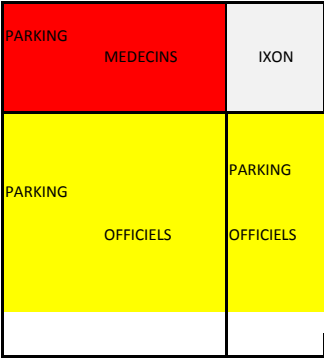 PARKING
MEDECINS
IXON
PARKING
OFFICIELS
PARKING
OFFICIELS